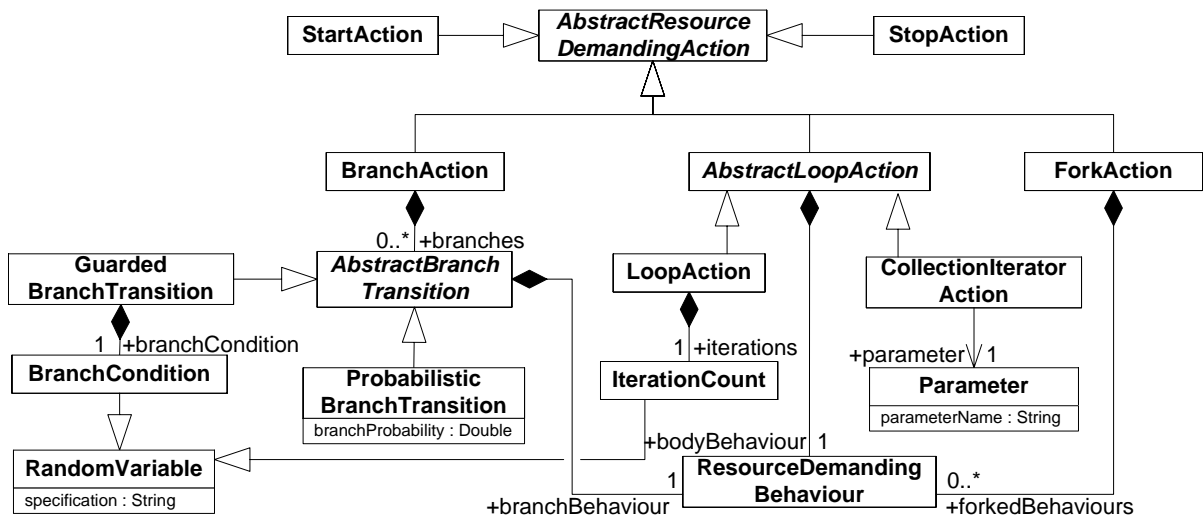 StartAction
AbstractResource
DemandingAction
StopAction
BranchAction
AbstractLoopAction
ForkAction
0..* +branches
Guarded
BranchTransition
AbstractBranch
Transition
LoopAction
CollectionIterator
Action
1 +branchCondition
1 +iterations
+parameter 1
BranchCondition
Probabilistic
BranchTransition
branchProbability : Double
IterationCount
Parameter
parameterName : String
+bodyBehaviour 1
RandomVariable
specification : String
ResourceDemanding
Behaviour
1
+branchBehaviour
0..*
+forkedBehaviours